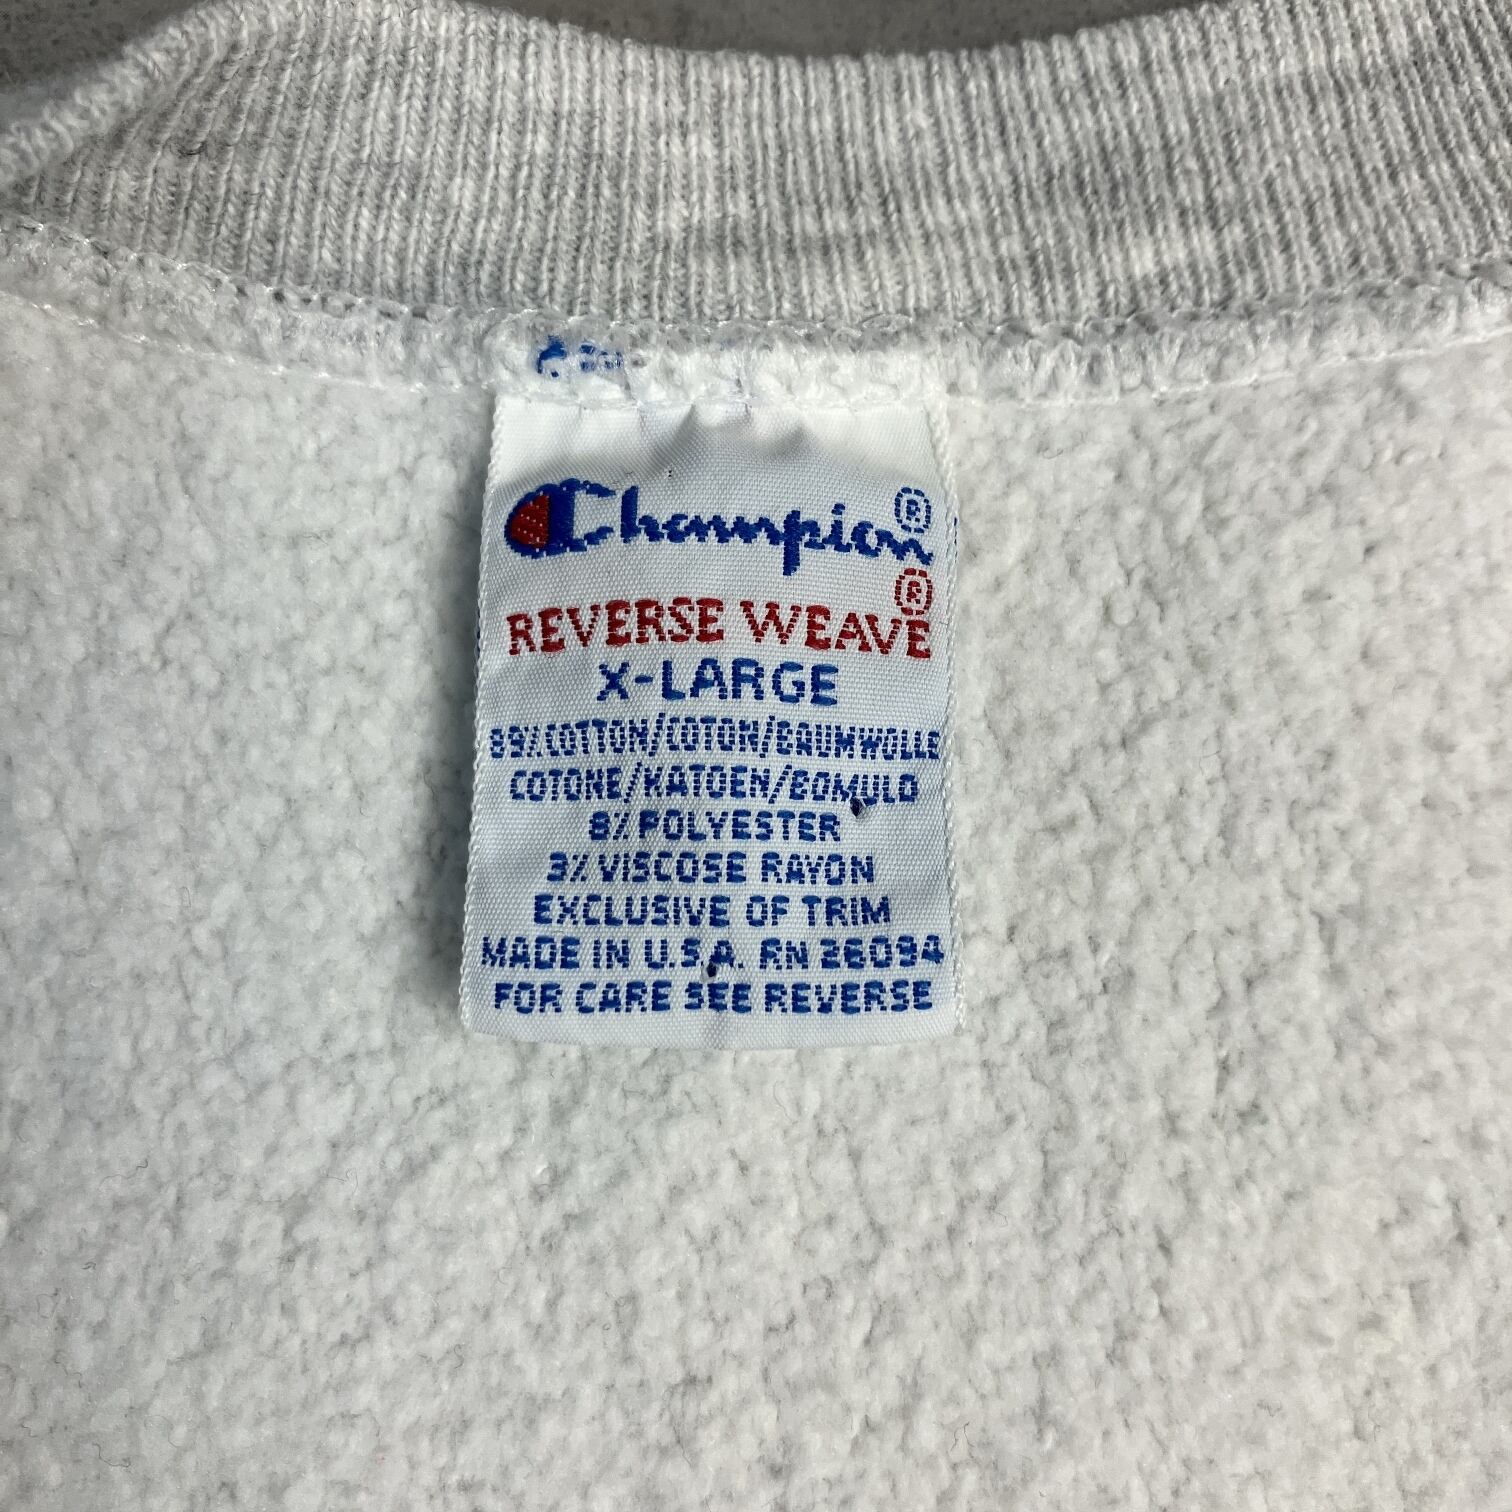 Champion®
REVERSE WEAVE®
X-LARGE
89% COTTON/COTON/BAUMWOLLE
COTONE/KATOEN/BOMULD
8% POLYESTER
3% VISCOSE RAYON
EXCLUSIVE OF TRIM
MADE IN U.S.A. RN 26094
FOR CARE SEE REVERSE